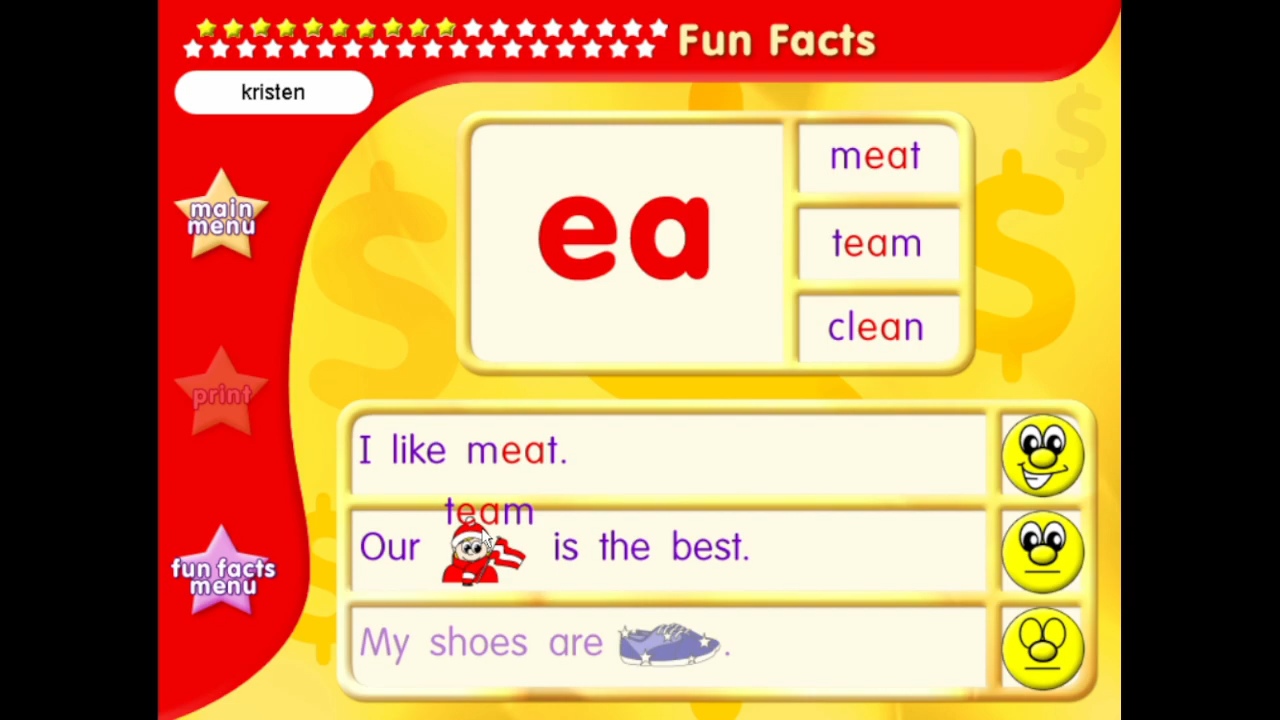 Fun Facts
kristen
main
menu
print
fun facts
menu
ea
meat
team
clean
I like meat.
team
Our is the best.
My shoes are .